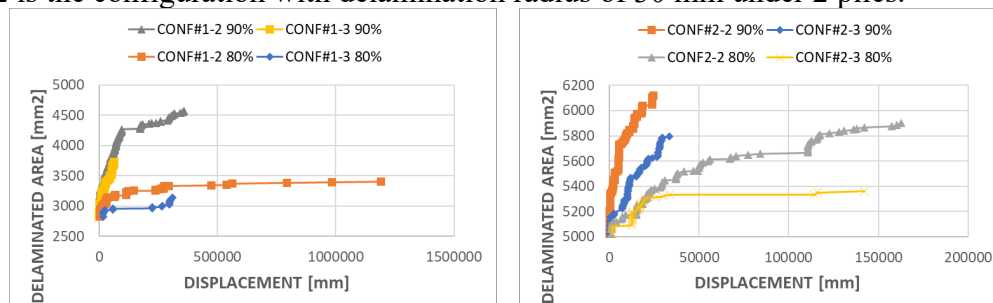 2 is the configuration with delamination radius of 30 mm under 2 plies.
CONF#1-2 90% CONF#1-3 90%
CONF#1-2 80% CONF#1-3 80%
5000
4500
4000
3500
3000
2500
0 500000 1000000 1500000
DELAMINATED AREA [mm2]
DISPLACEMENT [mm]
CONF#2-2 90% CONF#2-3 90%
CONF2-2 80% CONF#2-3 80%
6200
6000
5800
5600
5400
5200
5000
0 50000 100000 150000 200000
DELAMINATED AREA [mm2]
DISPLACEMENT [mm]